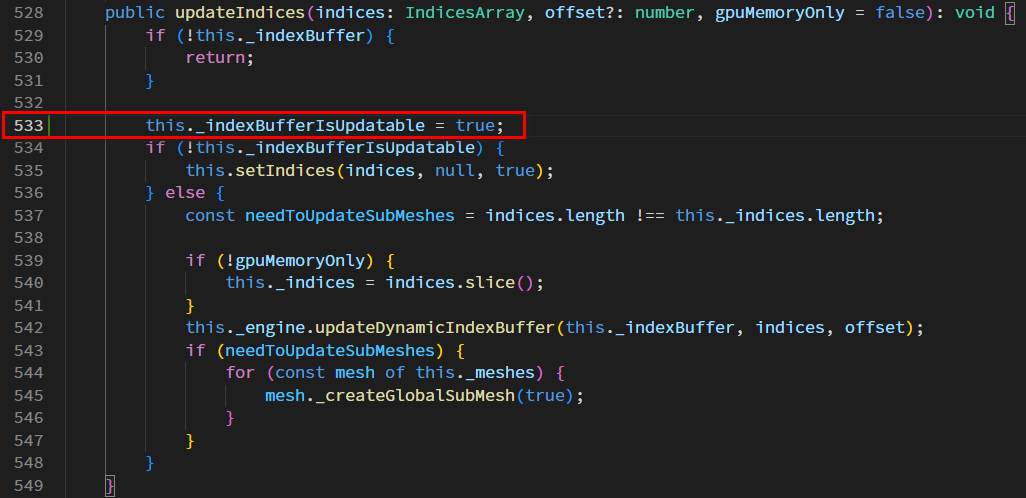 528 public updateIndices(indices: IndicesArray, offset?: number, gpuMemoryOnly = false): void {
529 if (!this._indexBuffer) {
530 return;
531 }
532
533 this._indexBufferIsUpdatable = true;
534 if (!this._indexBufferIsUpdatable) {
535 this.setIndices(indices, null, true);
536 } else {
537 const needToUpdateSubMeshes = indices.length !== this._indices.length;
538
539 if (!gpuMemoryOnly) {
540 this._indices = indices.slice();
541 }
542 this._engine.updateDynamicIndexBuffer(this._indexBuffer, indices, offset);
543 if (needToUpdateSubMeshes) {
544 for (const mesh of this._meshes) {
545 mesh._createGlobalSubMesh(true);
546 }
547 }
548 }
549 }